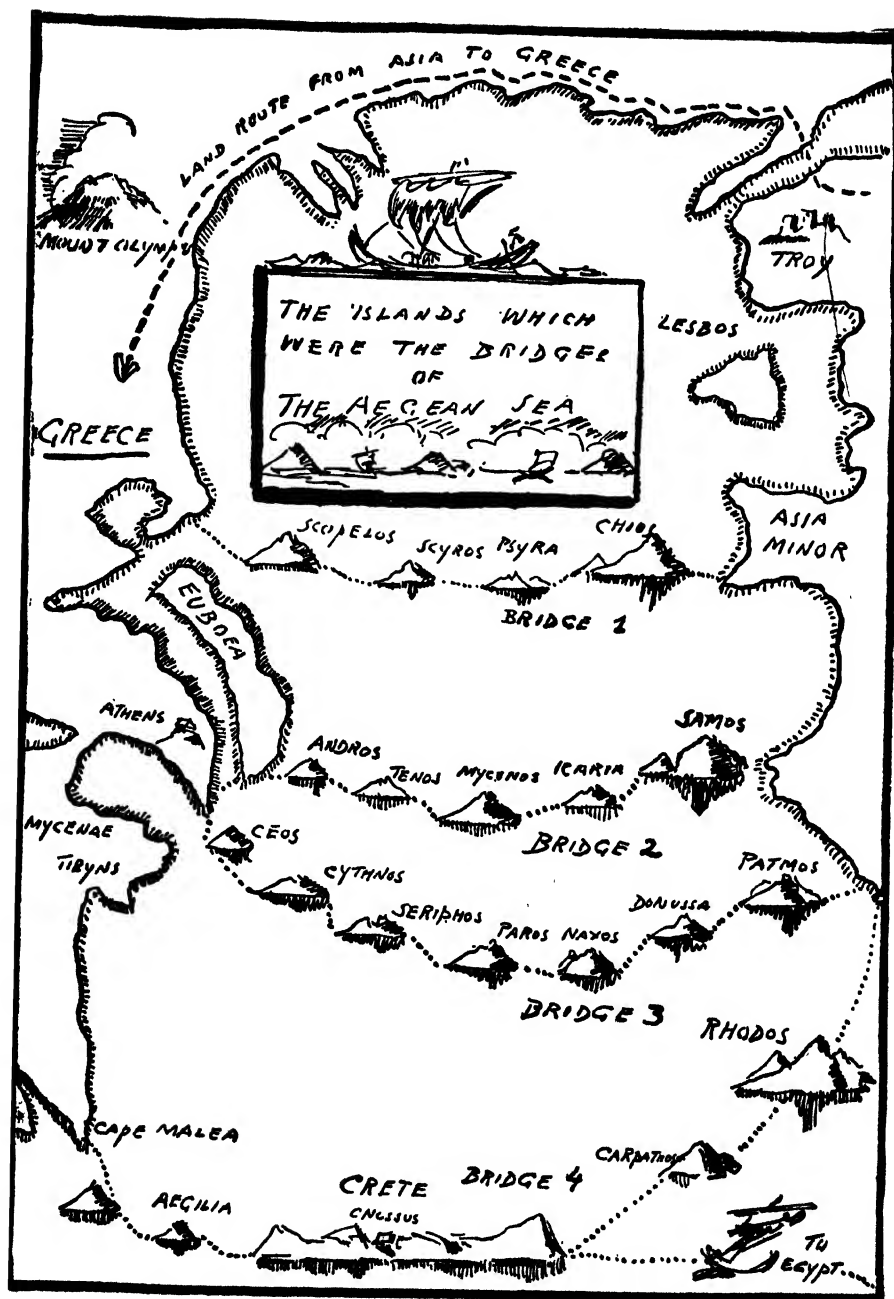 LAND ROUTE FROM ASIA TO GREECE
MOUNT OLYMPUS
TROY
THE ISLANDS WHICH
WERE THE BRIDGES
OF
THE AEGEAN SEA
LESBOS
GREECE
ASIA
MINOR
SCOPELOS
SCYROS
PSYRA
CHIOS
BRIDGE 1
EUBOEA
ATHENS
ANDROS
TENOS
MYCENOS
ICARIA
SAMOS
BRIDGE 2
MYCENAE
TIRYNS
CEOS
CYTHNOS
SERIPHOS
PAROS
NAXOS
DONUSSA
PATMOS
BRIDGE 3
RHODOS
CAPE MALEA
AEGILIA
CRETE
CNOSSUS
BRIDGE 4
CARPATHOS
TO
EGYPT